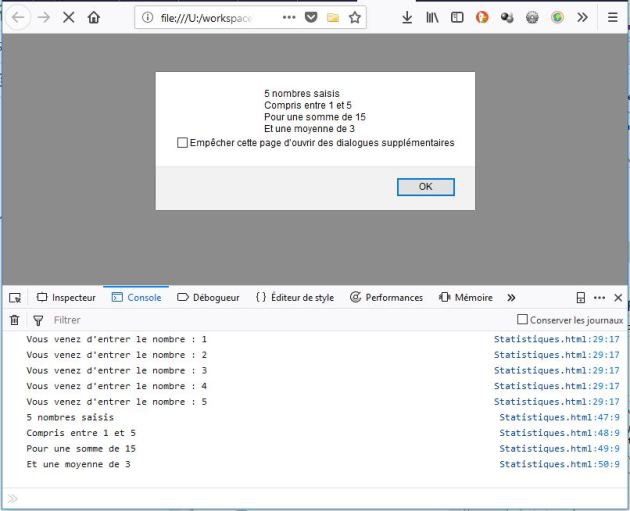 file:///U:/workspace
5 nombres saisis
Compris entre 1 et 5
Pour une somme de 15
Et une moyenne de 3
Empêcher cette page d'ouvrir des dialogues supplémentaires
OK
Inspecteur Console Débogueur { } Éditeur de style Performances Mémoire
Filtrer Conserver les journaux
Vous venez d'entrer le nombre : 1 Statistiques.html:29:17
Vous venez d'entrer le nombre : 2 Statistiques.html:29:17
Vous venez d'entrer le nombre : 3 Statistiques.html:29:17
Vous venez d'entrer le nombre : 4 Statistiques.html:29:17
Vous venez d'entrer le nombre : 5 Statistiques.html:29:17
5 nombres saisis Statistiques.html:47:9
Compris entre 1 et 5 Statistiques.html:48:9
Pour une somme de 15 Statistiques.html:49:9
Et une moyenne de 3 Statistiques.html:50:9